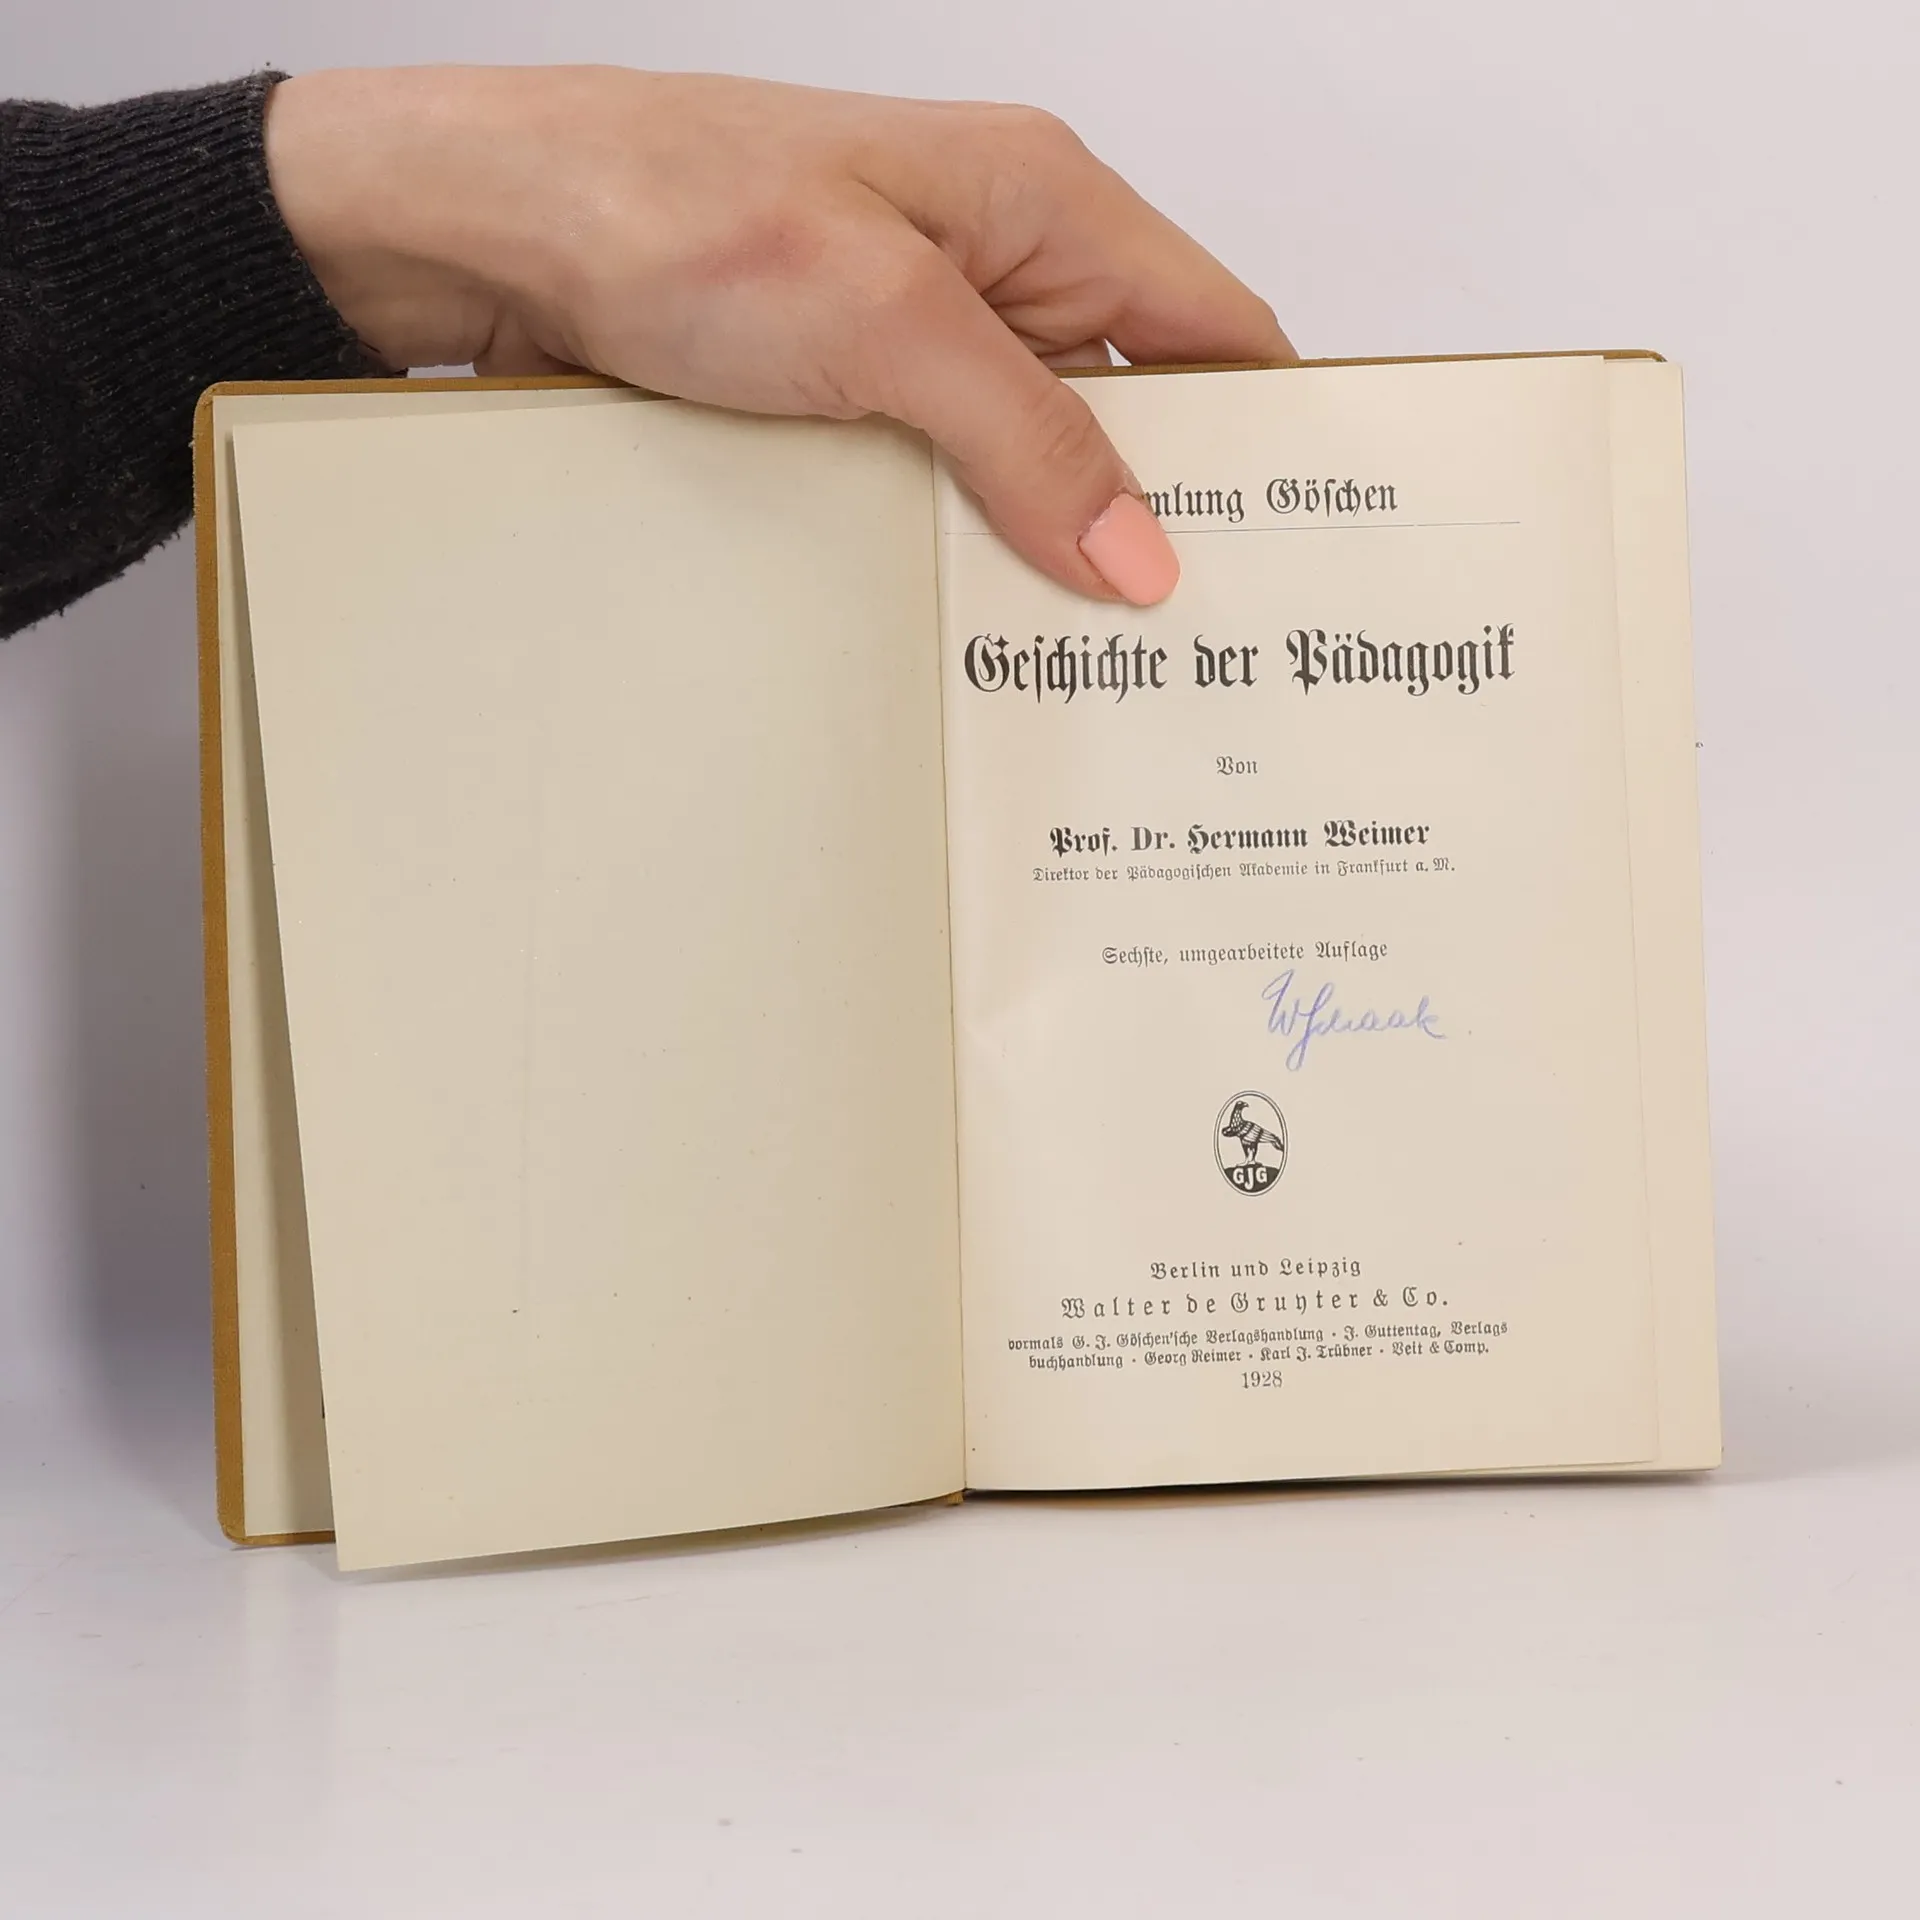 mlung Göschen
Geschichte der Pädagogik
Von
Prof. Dr. Hermann Weimer
Direktor der Pädagogischen Akademie in Frankfurt a. M.
Sechste, umgearbeitete Auflage
GJG
Berlin und Leipzig
Walter de Gruyter & Co.
vormals G. J. Göschen'sche Verlagshandlung · J. Guttentag, Verlags
buchhandlung · Georg Reimer · Karl J. Trübner · Veit & Comp.
1928